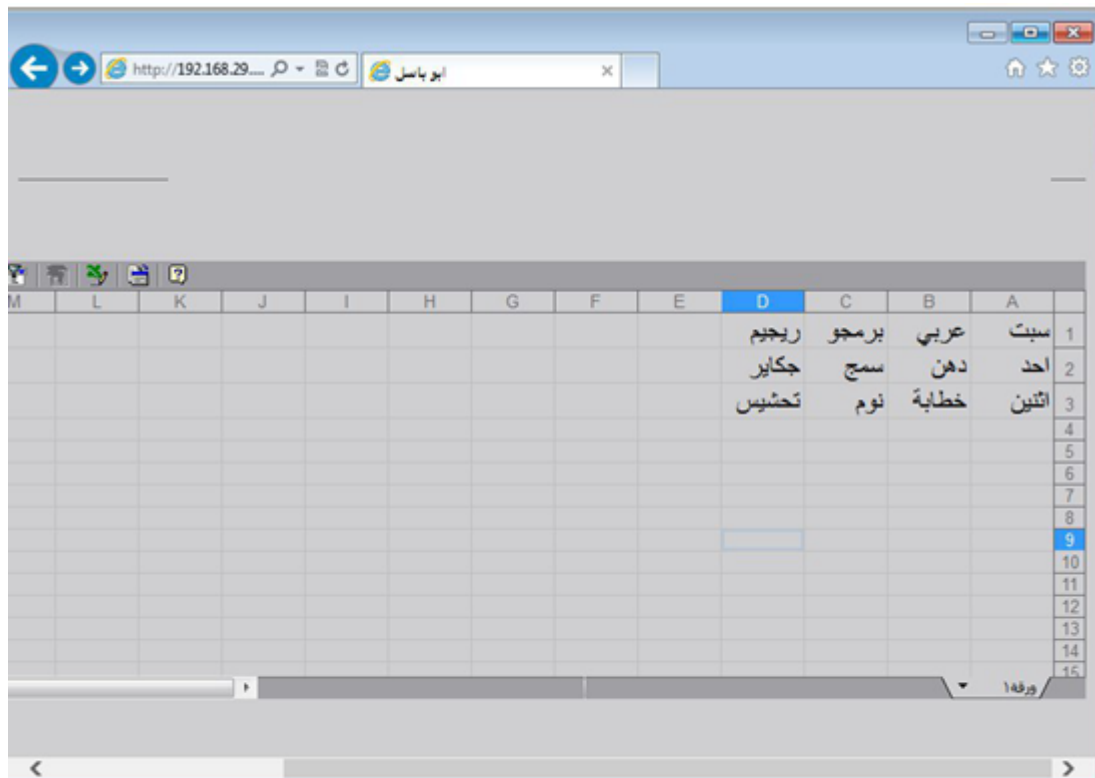 http://192.168.29....
ابو باسل
M L K J I H G F E D C B A
1 سبت عربي برمجو ريجيم
2 احد دهن سمج جكاير
3 اثنين خطابة نوم تحشيس
4
5
6
7
8
9
10
11
12
13
14
15
ورقة١